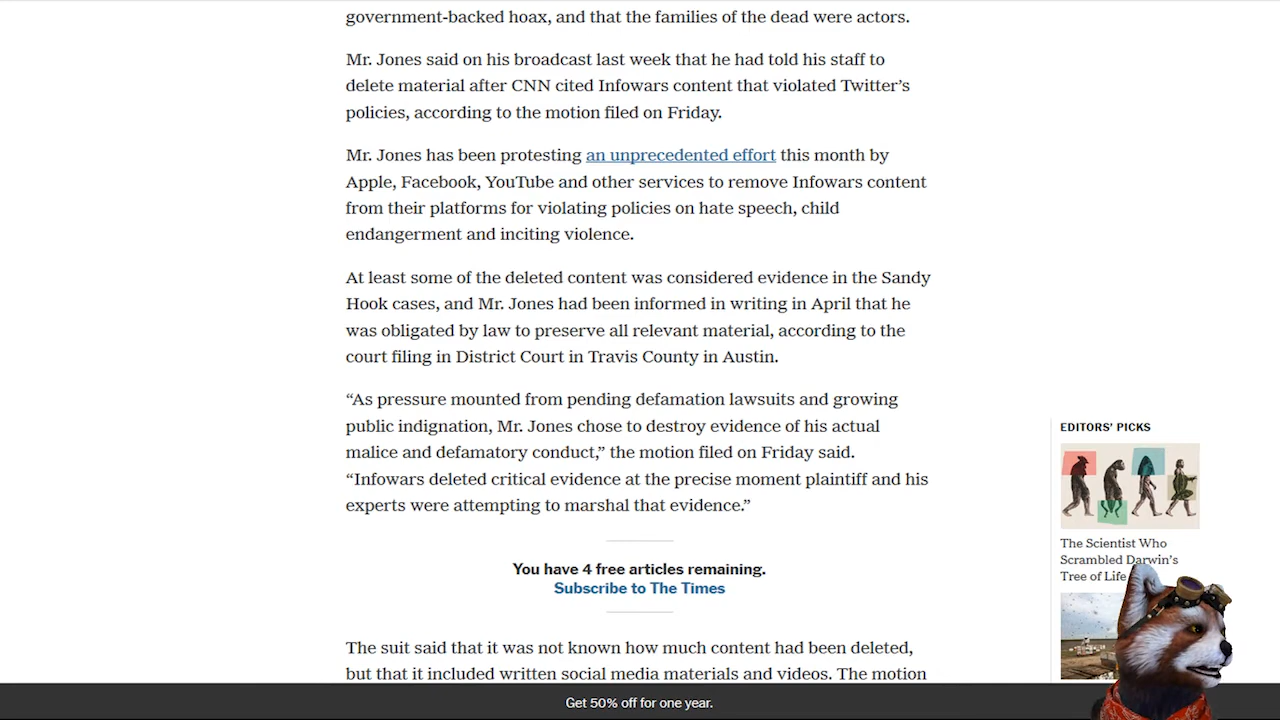 government-backed hoax, and that the families of the dead were actors.
Mr. Jones said on his broadcast last week that he had told his staff to
delete material after CNN cited Infowars content that violated Twitter’s
policies, according to the motion filed on Friday.
Mr. Jones has been protesting an unprecedented effort this month by
Apple, Facebook, YouTube and other services to remove Infowars content
from their platforms for violating policies on hate speech, child
endangerment and inciting violence.
At least some of the deleted content was considered evidence in the Sandy
Hook cases, and Mr. Jones had been informed in writing in April that he
was obligated by law to preserve all relevant material, according to the
court filing in District Court in Travis County in Austin.
“As pressure mounted from pending defamation lawsuits and growing
public indignation, Mr. Jones chose to destroy evidence of his actual
malice and defamatory conduct,” the motion filed on Friday said.
“Infowars deleted critical evidence at the precise moment plaintiff and his
experts were attempting to marshal that evidence.”
You have 4 free articles remaining.
Subscribe to The Times
The suit said that it was not known how much content had been deleted,
but that it included written social media materials and videos. The motion
EDITORS’ PICKS
The Scientist Who
Scrambled Darwin’s
Tree of Life
Get 50% off for one year.